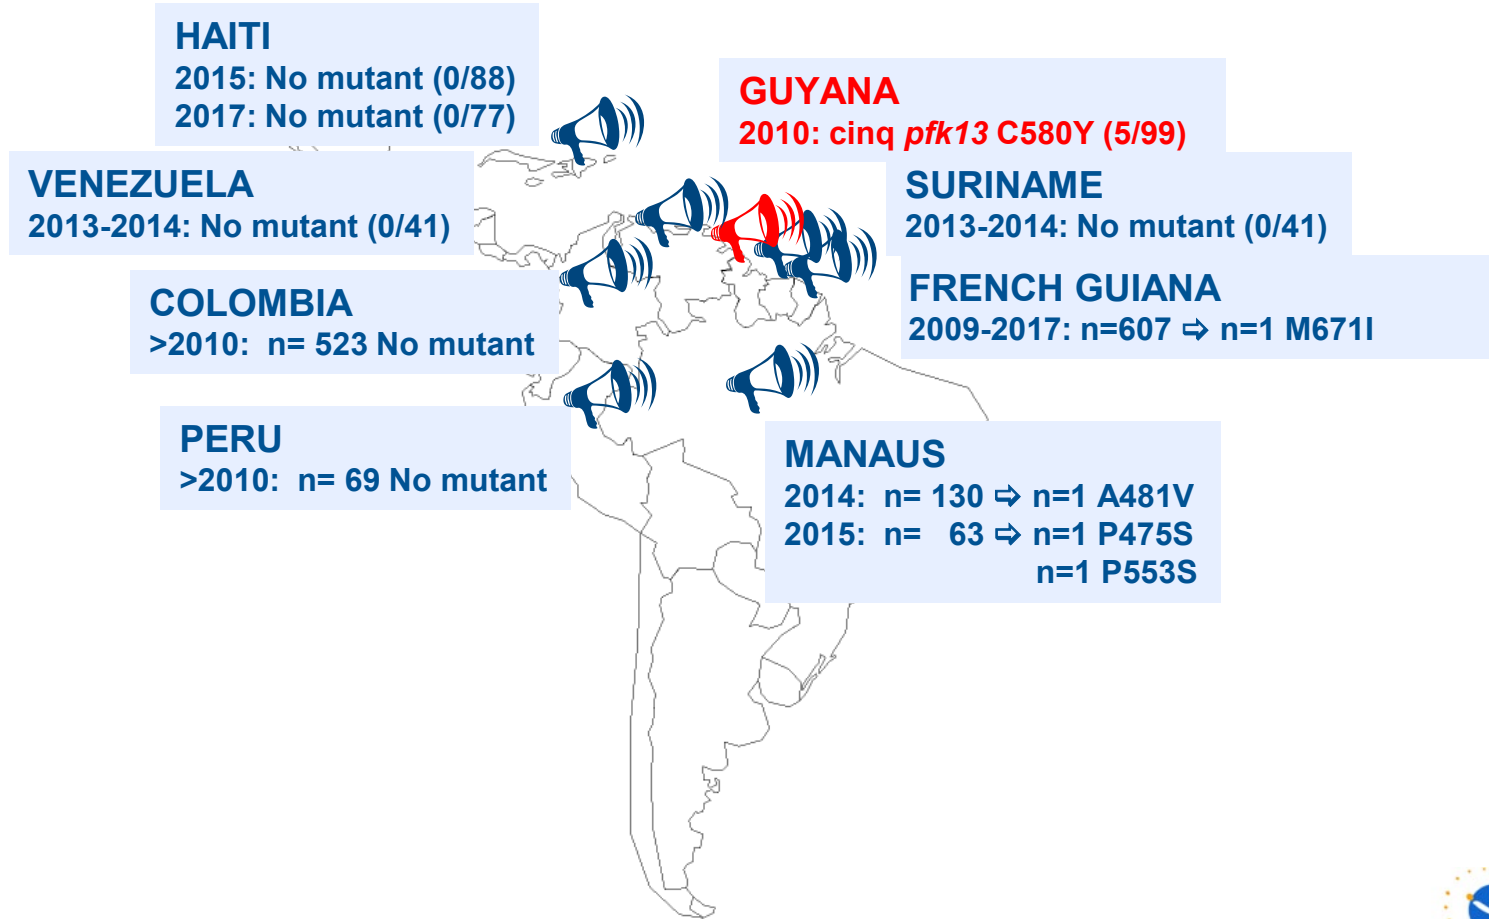 HAITI
2015: No mutant (0/88)
2017: No mutant (0/77)
GUYANA
2010: cinq pfk13 C580Y (5/99)
VENEZUELA
2013-2014: No mutant (0/41)
SURINAME
2013-2014: No mutant (0/41)
COLOMBIA
>2010: n= 523 No mutant
FRENCH GUIANA
2009-2017: n=607 ⇨ n=1 M671I
PERU
>2010: n= 69 No mutant
MANAUS
2014: n= 130 ⇨ n=1 A481V
2015: n= 63 ⇨ n=1 P475S
n=1 P553S